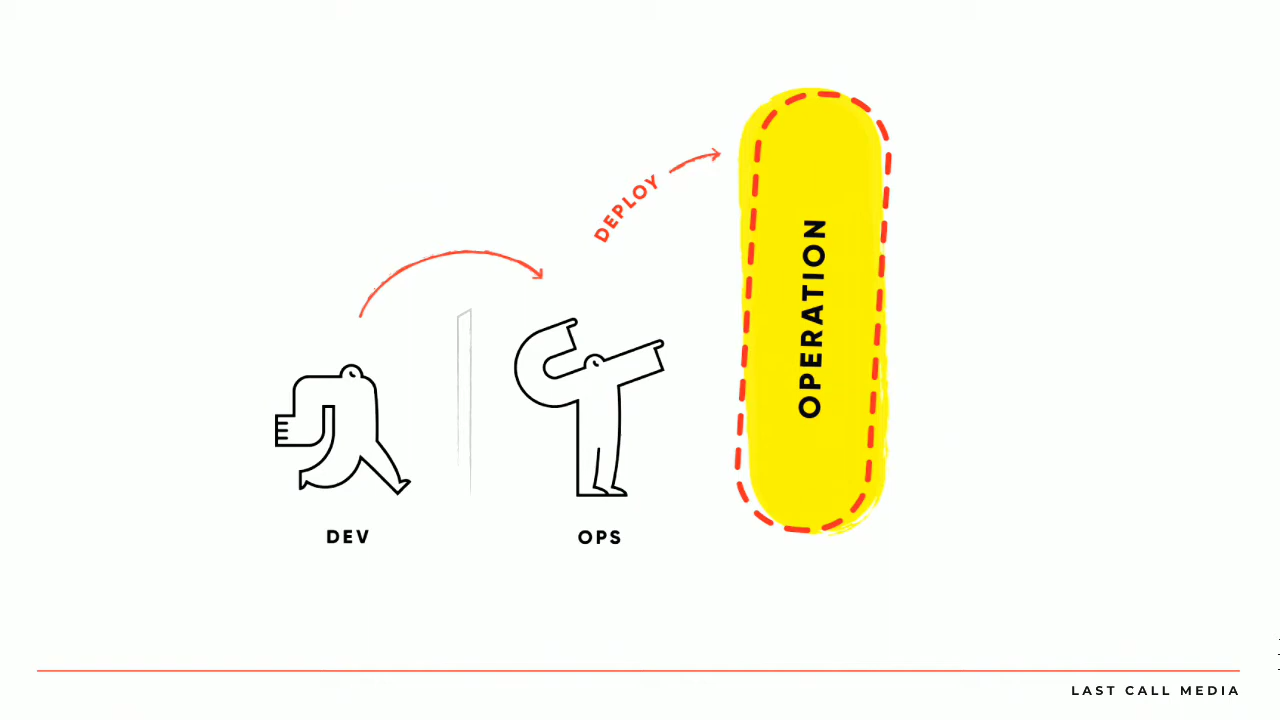 DEPLOY
OPERATION
DEV
OPS
LAST CALL MEDIA